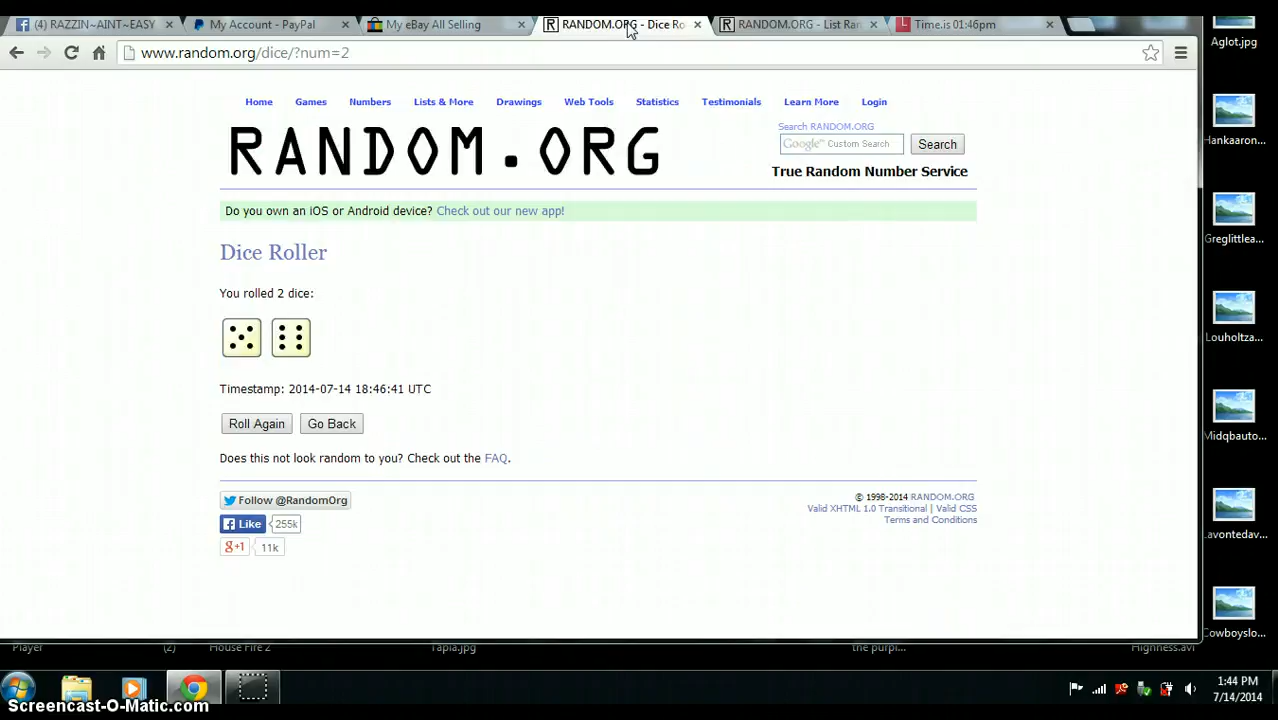 (4) RAZZIN~AINT~EASY
My Account - PayPal
My eBay All Selling
RANDOM.ORG - Dice Ro
RANDOM.ORG - List Ran
Time.is 01:46pm
www.random.org/dice/?num=2
Home Games Numbers Lists & More Drawings Web Tools Statistics Testimonials Learn More Login
RANDOM.ORG
Search RANDOM.ORG
Google™ Custom Search
Search
True Random Number Service
Do you own an iOS or Android device? Check out our new app!
Dice Roller
You rolled 2 dice:
Timestamp: 2014-07-14 18:46:41 UTC
Roll Again Go Back
Does this not look random to you? Check out the FAQ.
Follow @RandomOrg
Like 255k
+1 11k
© 1998-2014 RANDOM.ORG
Valid XHTML 1.0 Transitional | Valid CSS
Terms and Conditions
Aglot.jpg
Hankaaron...
Greglittlea...
Louholtza...
Midqbauto...
Lavontedav...
Cowboyslo...
Player
(2)
House Fire 2
Tapia.jpg
the purpl...
Highness.avi
1:44 PM
7/14/2014
Screencast-O-Matic.com